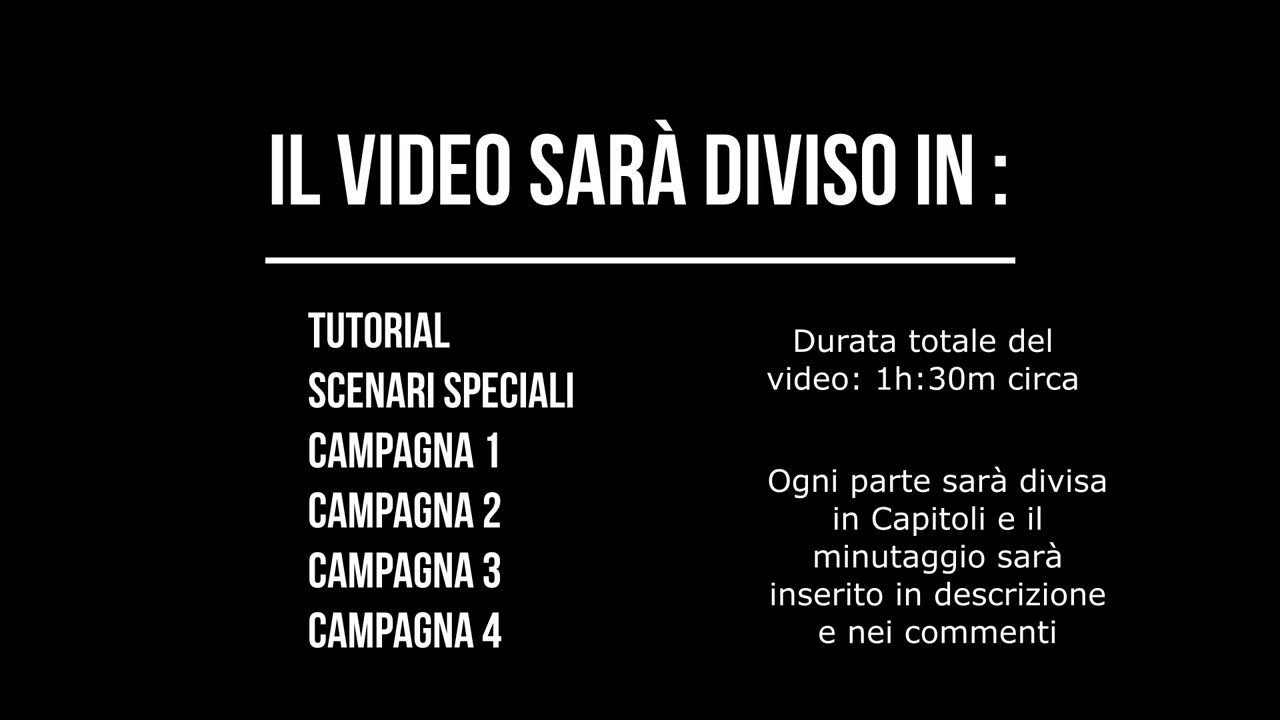 IL VIDEO SARÀ DIVISO IN :
TUTORIAL
SCENARI SPECIALI
CAMPAGNA 1
CAMPAGNA 2
CAMPAGNA 3
CAMPAGNA 4
Durata totale del
video: 1h:30m circa
Ogni parte sarà divisa
in Capitoli e il
minutaggio sarà
inserito in descrizione
e nei commenti